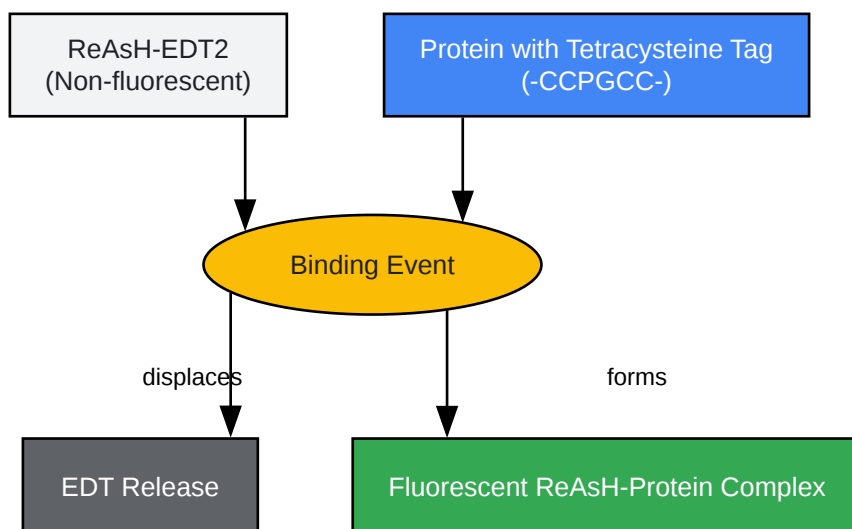 ReAsH-EDT2
(Non-fluorescent)
Protein with Tetracysteine Tag
(-CCPGCC-)
Binding Event
displaces
forms
EDT Release
Fluorescent ReAsH-Protein Complex